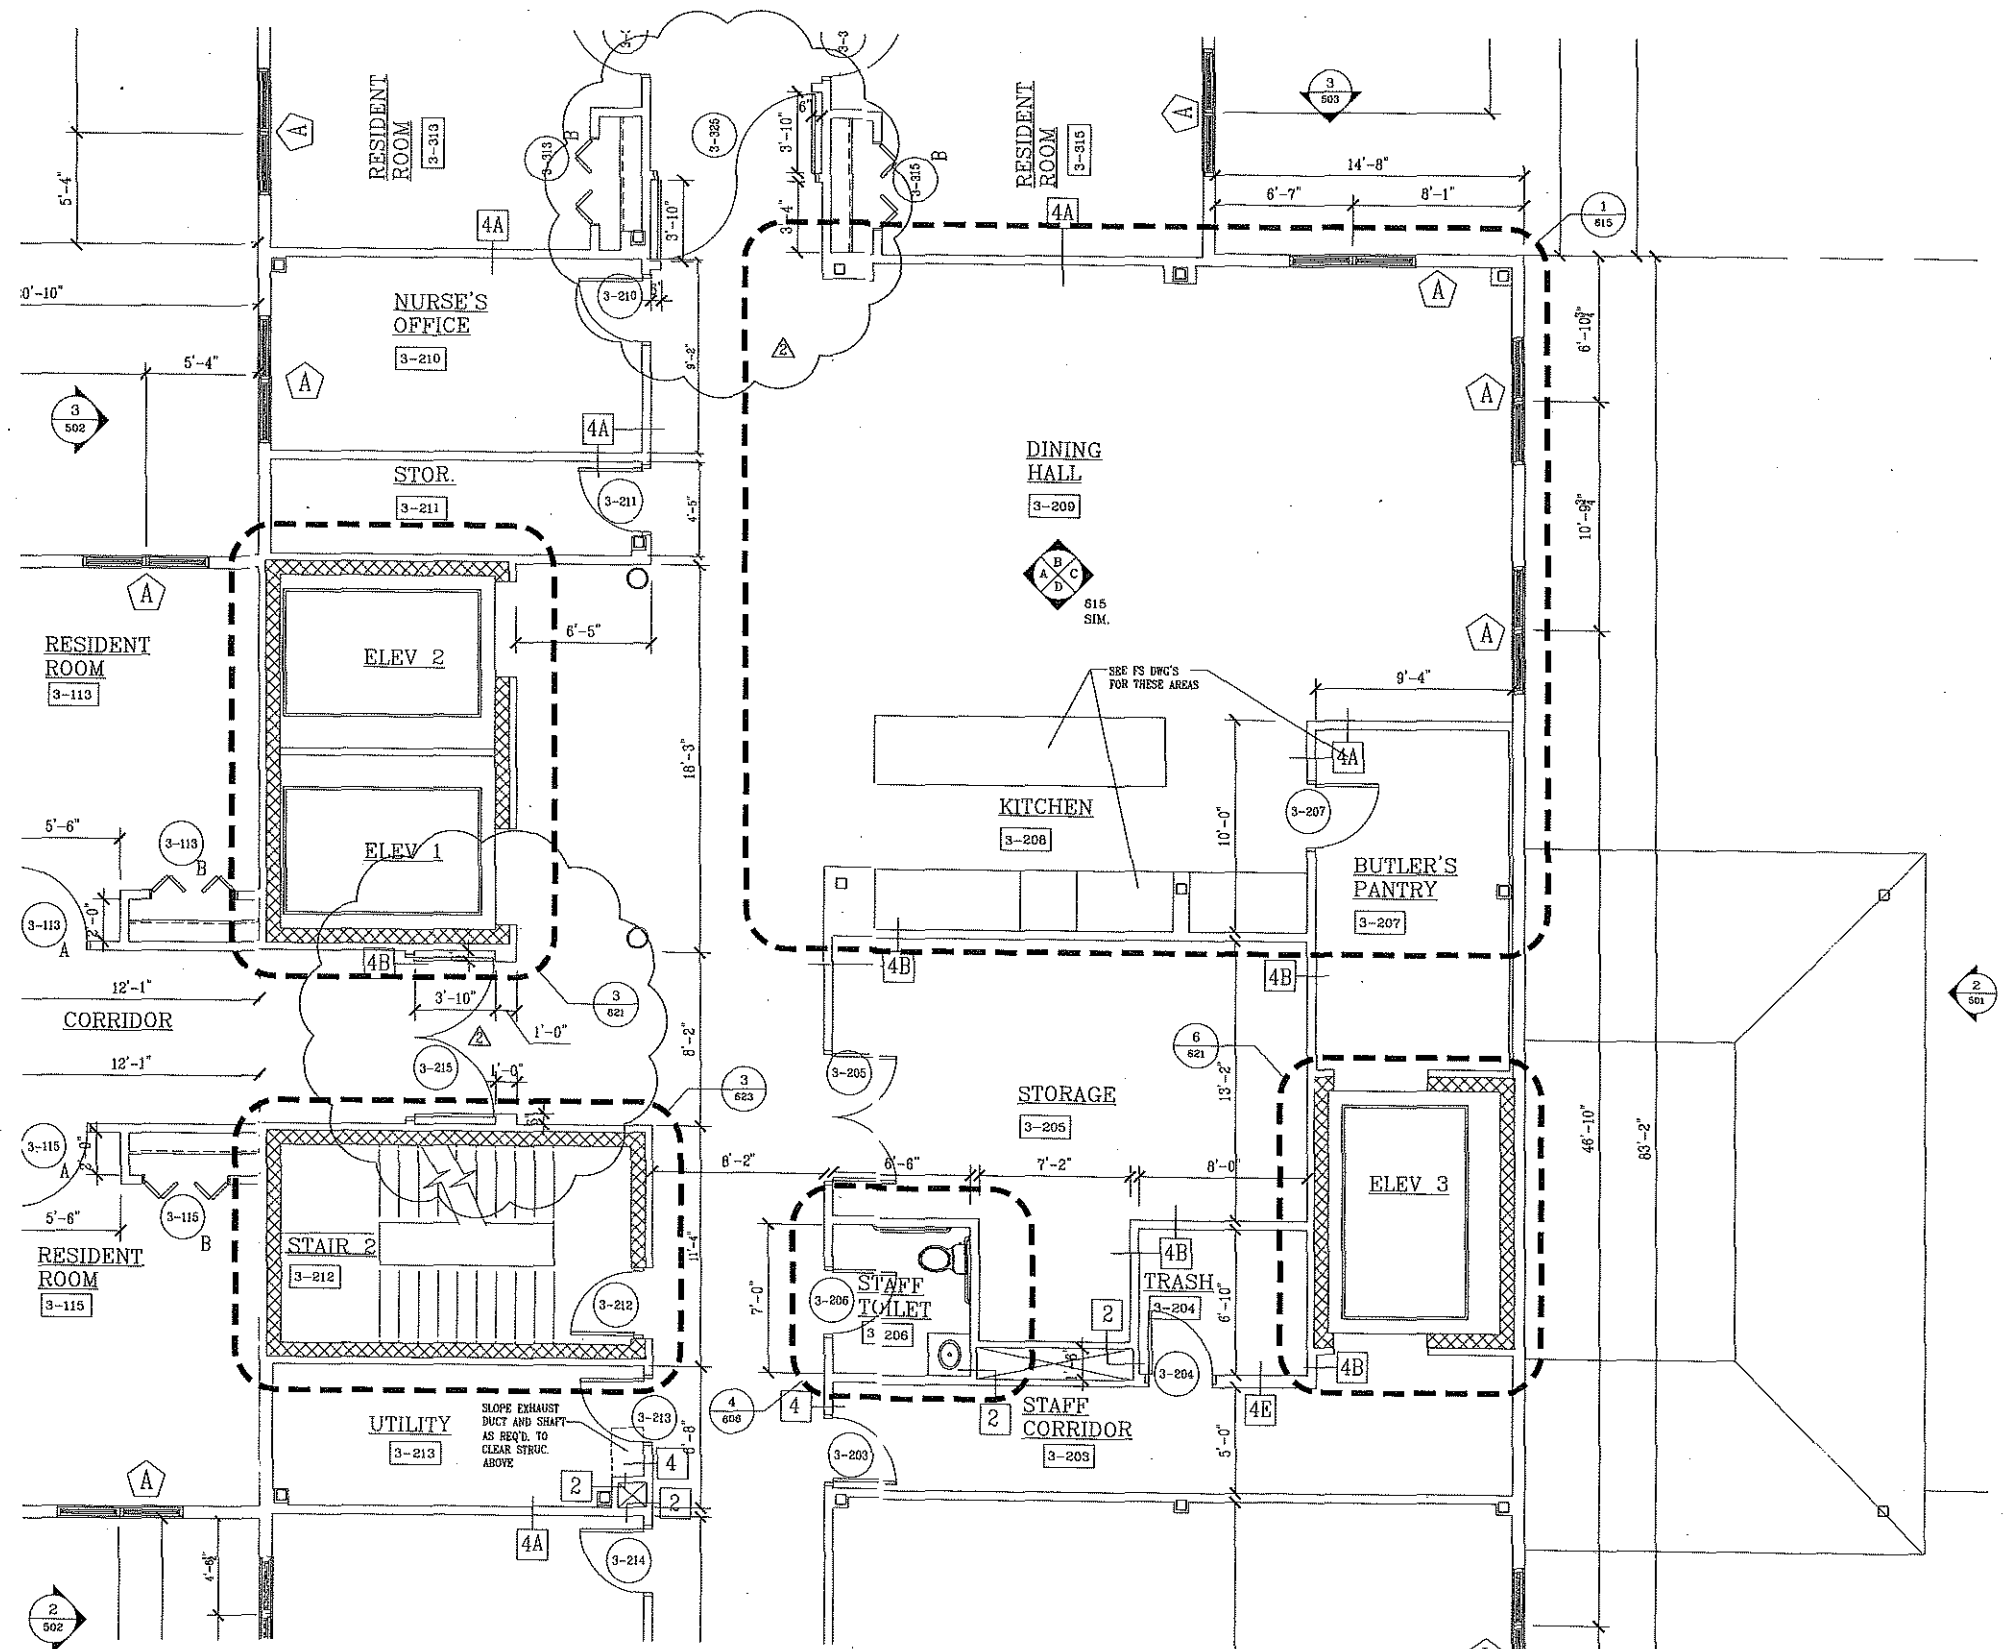 RESIDENT
ROOM
3-313
A
3-313
B
3-325
6"
3'-10"
3'-4"
3-315
B
RESIDENT
ROOM
3-315
A
3
503
14'-8"
6'-7"
8'-1"
1
615
5'-4"
4A
3'-10"
4A
NURSE'S
OFFICE
3-210
3-210
A
2
9'-2"
5'-4"
3
502
A
4A
6'-10¾"
A
DINING
HALL
3-209
STOR.
3-211
3-211
4'-5"
10'-9¾"
A
B
C
D
615
SIM.
A
A
RESIDENT
ROOM
3-113
ELEV 2
6'-5"
SEE FS DWG'S
FOR THESE AREAS
9'-4"
4A
18'-3"
KITCHEN
3-208
10'-0"
3-207
5'-6"
3-113
B
ELEV 1
BUTLER'S
PANTRY
3-207
3-113
A
2'-0"
4B
4B
4B
12'-1"
3'-10"
3
621
1'-0"
2
501
CORRIDOR
2
8'-2"
6
621
12'-1"
3-215
1'-0"
3
623
3-205
STORAGE
3-205
13'-2"
46'-10"
83'-2"
3-115
A
2'-0"
8'-2"
6'-6"
7'-2"
8'-0"
ELEV 3
5'-6"
3-115
B
STAIR 2
3-212
11'-4"
4B
RESIDENT
ROOM
3-115
3-212
7'-0"
3-206
STAFF
TOILET
3 206
TRASH
3-204
2
6'-10"
1'-6"
3-204
4B
4
606
4
2
STAFF
CORRIDOR
3-203
4E
UTILITY
3-213
SLOPE EXHAUST
DUCT AND SHAFT
AS REQ'D. TO
CLEAR STRUC.
ABOVE
3-213
3-203
5'-0"
A
2
4
2
4A
3-214
2
502